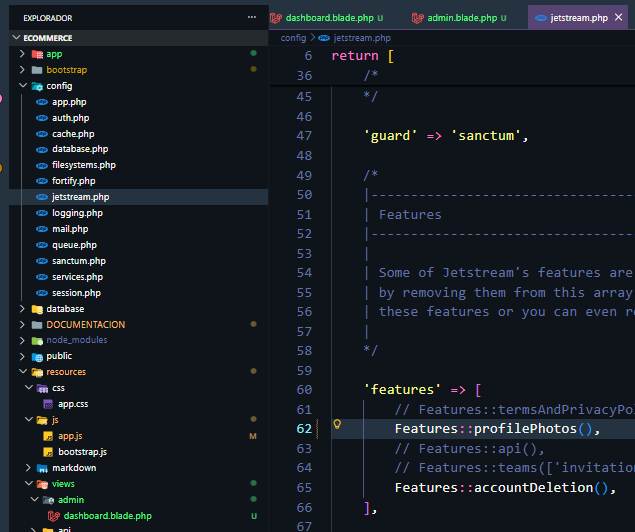 EXPLORADOR ...
ECOMMERCE
app
bootstrap
config
app.php
auth.php
cache.php
database.php
filesystems.php
fortify.php
jetstream.php
logging.php
mail.php
queue.php
sanctum.php
services.php
session.php
database
DOCUMENTACION
node_modules
public
resources
css
app.css
js
app.js M
bootstrap.js
markdown
views
admin
dashboard.blade.php U
api
dashboard.blade.php U admin.blade.php U jetstream.php
config > jetstream.php
6 return [
36 /*
45 */
46
47 'guard' => 'sanctum',
48
49 /*
50 |---------------------------------
51 | Features
52 |---------------------------------
53 |
54 | Some of Jetstream's features are
55 | by removing them from this array
56 | these features or you can even re
57 |
58 */
59
60 'features' => [
61 // Features::termsAndPrivacyPol
62 Features::profilePhotos(),
63 // Features::api(),
64 // Features::teams(['invitation
65 Features::accountDeletion(),
66 ],
67